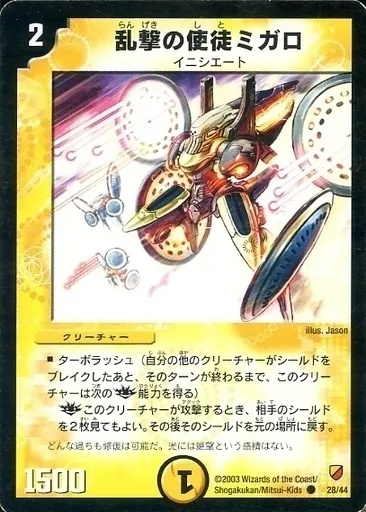 2
らん げき し と
乱撃の使徒ミガロ
イニシエート
illus. Jason
クリーチャー
■ ターボラッシュ（自分の他のクリーチャーがシールドを
ブレイクしたあと、そのターンが終わるまで、このクリー
チャーは次の能力を得る）
このクリーチャーが攻撃するとき、相手のシールド
を2枚見てもよい。その後そのシールドを元の場所に戻す。
どんな過ちも修復は可能だ。光には絶望という感情はない。
1500
1
©2003 Wizards of the Coast/
Shogakukan/Mitsui-Kids
28/44